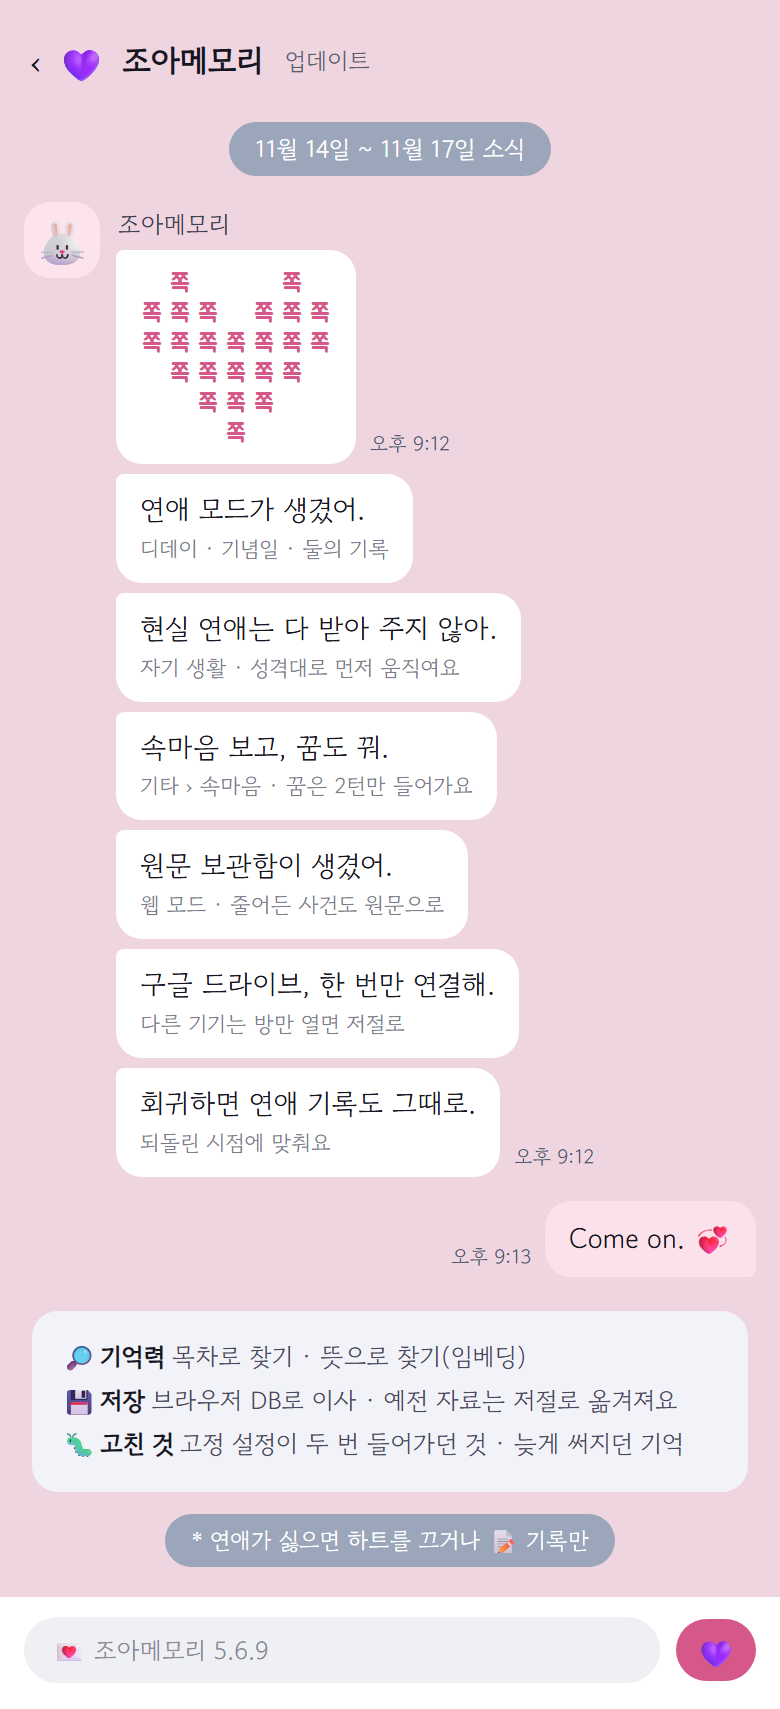 조아메모리 업데이트
11월 14일 ~ 11월 17일 소식
조아메모리
쪽 쪽
쪽 쪽 쪽 쪽 쪽 쪽
쪽 쪽 쪽 쪽 쪽 쪽 쪽
쪽 쪽 쪽 쪽 쪽
쪽 쪽 쪽
쪽
오후 9:12
연애 모드가 생겼어.
디데이 · 기념일 · 둘의 기록
현실 연애는 다 받아 주지 않아.
자기 생활 · 성격대로 먼저 움직여요
속마음 보고, 꿈도 꿔.
기타 › 속마음 · 꿈은 2턴만 들어가요
원문 보관함이 생겼어.
웹 모드 · 줄어든 사건도 원문으로
구글 드라이브, 한 번만 연결해.
다른 기기는 방만 열면 저절로
회귀하면 연애 기록도 그때로.
되돌린 시점에 맞춰요
오후 9:12
Come on. 💞
오후 9:13
🔎 기억력 목차로 찾기 · 뜻으로 찾기(임베딩)
💾 저장 브라우저 DB로 이사 · 예전 자료는 저절로 옮겨져요
🐛 고친 것 고정 설정이 두 번 들어가던 것 · 늦게 써지던 기억
* 연애가 싫으면 하트를 끄거나 📝 기록만
💌 조아메모리 5.6.9